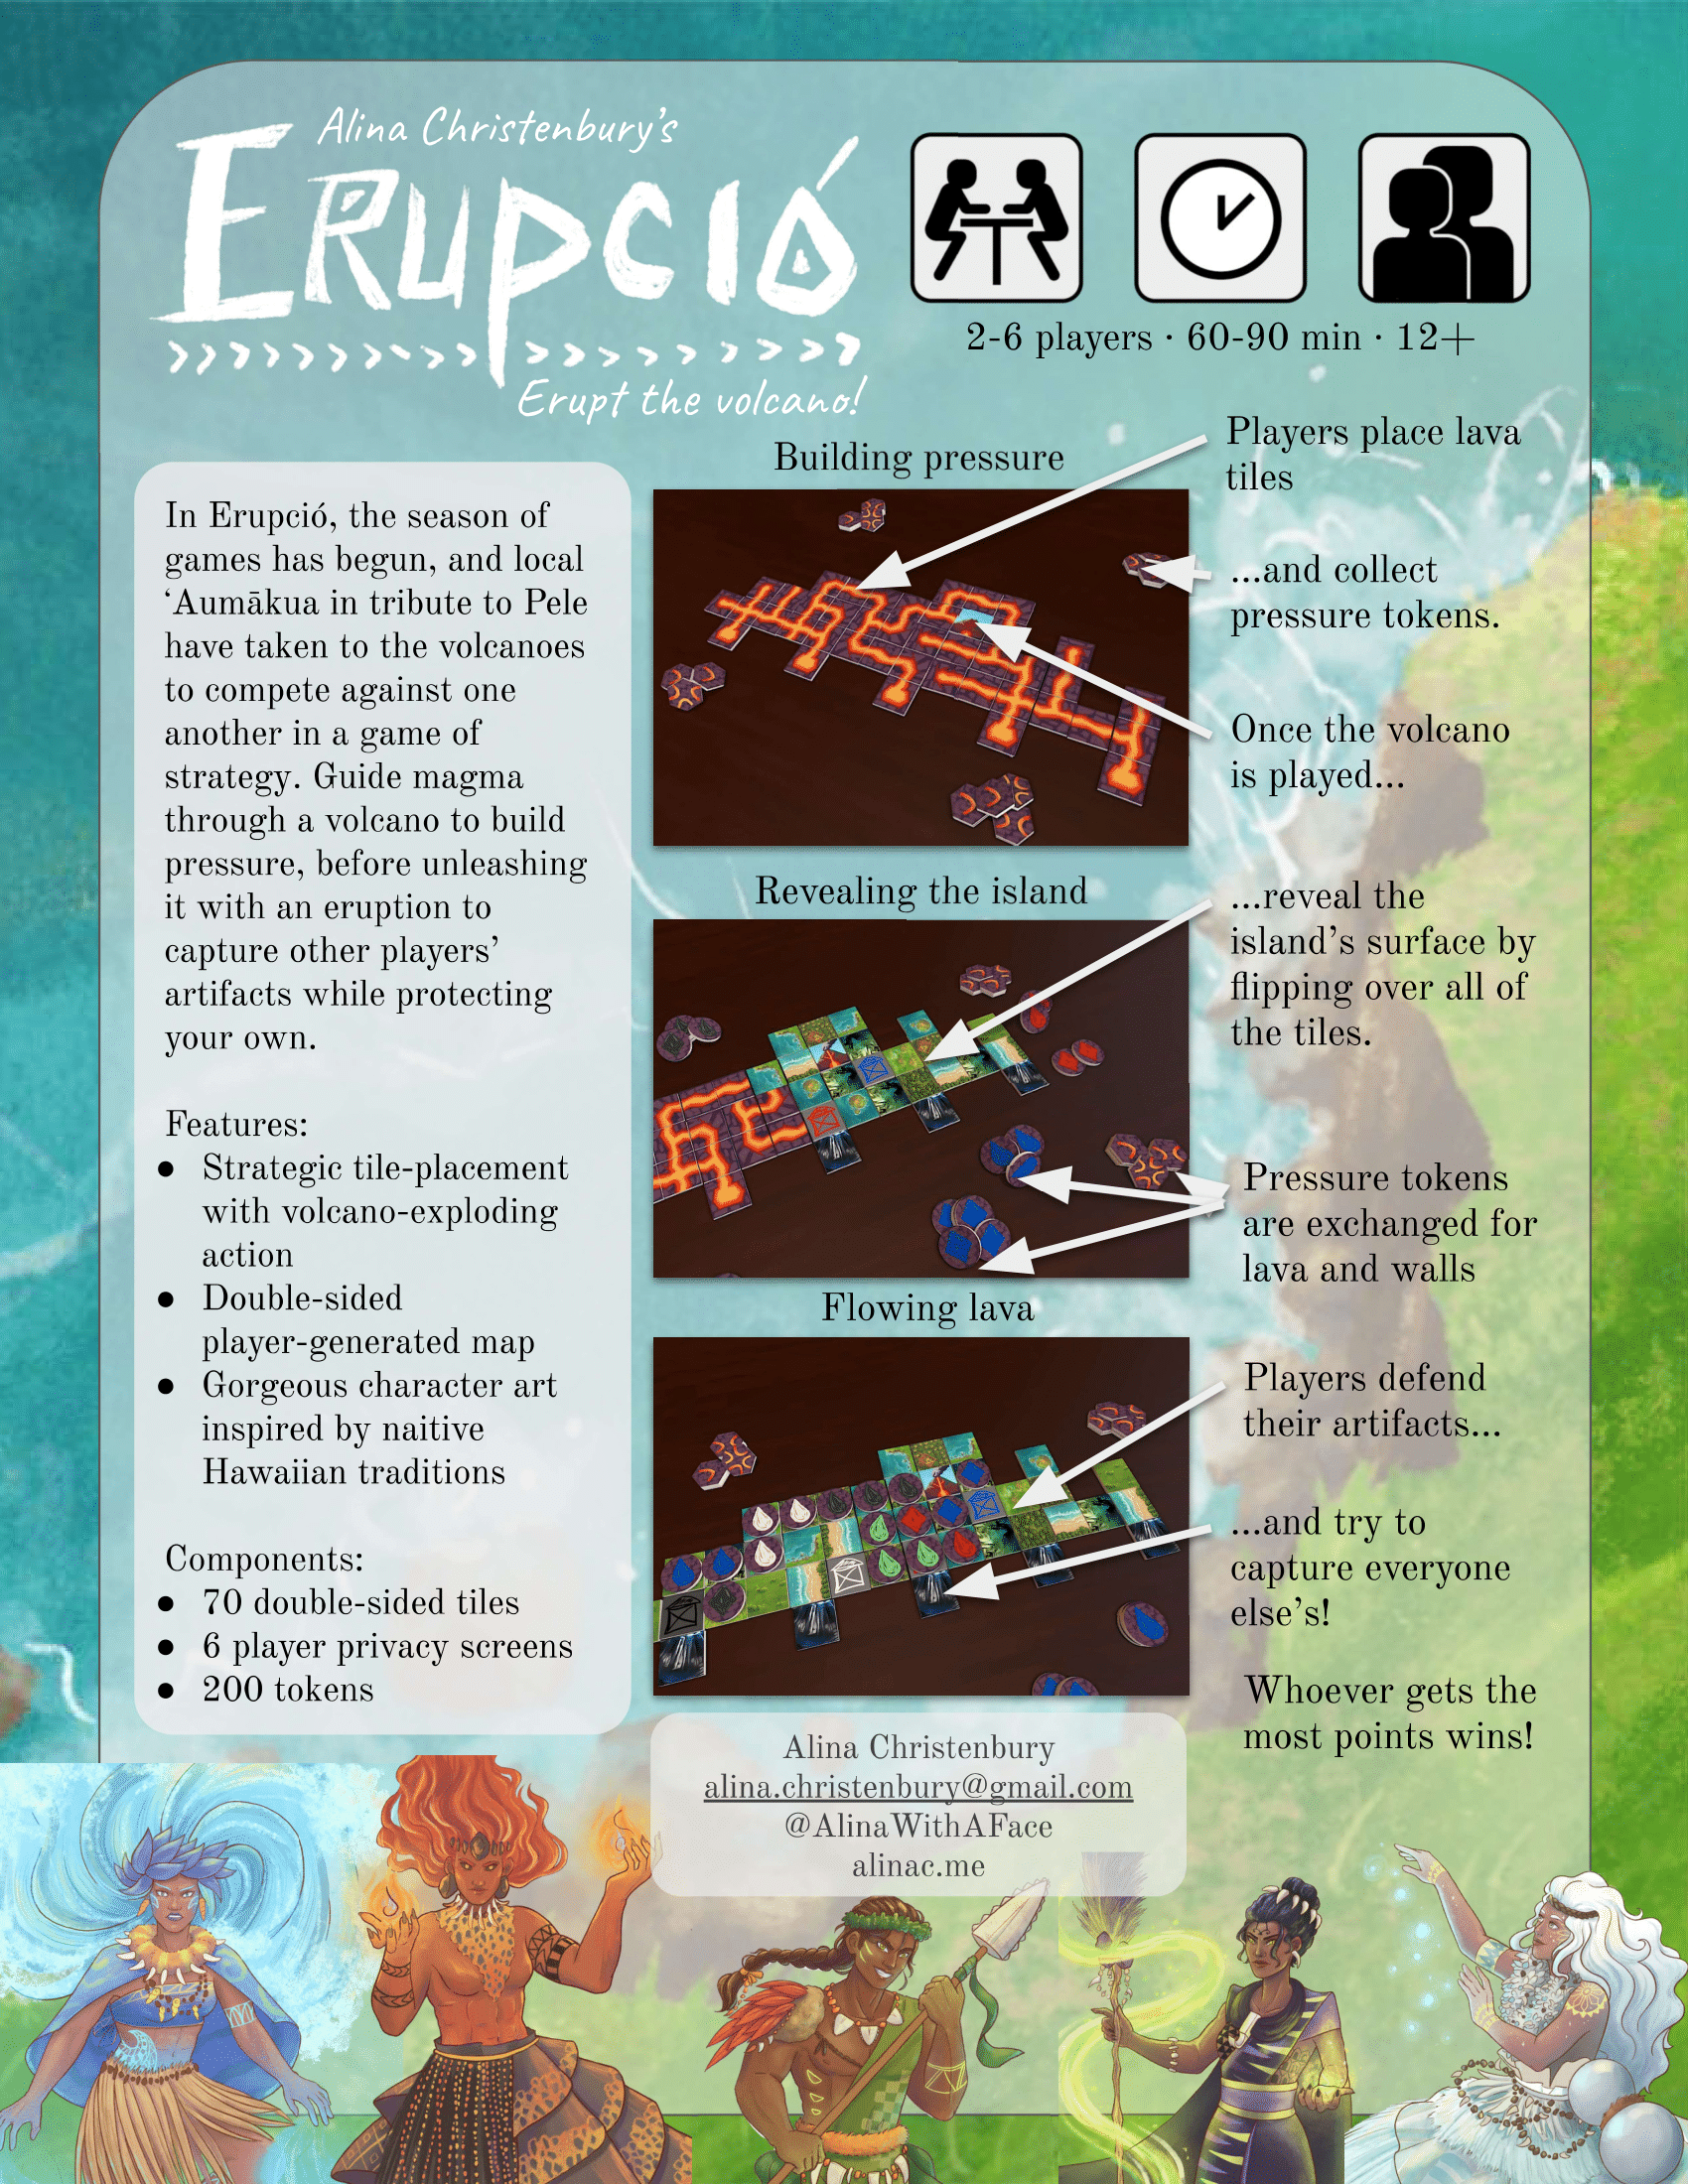 Alina Christenbury's
Erupció
Erupt the volcano!
2-6 players · 60-90 min · 12+
In Erupció, the season of
games has begun, and local
‘Aumākua in tribute to Pele
have taken to the volcanoes
to compete against one
another in a game of
strategy. Guide magma
through a volcano to build
pressure, before unleashing
it with an eruption to
capture other players’
artifacts while protecting
your own.
Features:
● Strategic tile-placement
with volcano-exploding
action
● Double-sided
player-generated map
● Gorgeous character art
inspired by naitive
Hawaiian traditions
Components:
● 70 double-sided tiles
● 6 player privacy screens
● 200 tokens
Building pressure
Players place lava
tiles
...and collect
pressure tokens.
Once the volcano
is played...
Revealing the island
...reveal the
island’s surface by
flipping over all of
the tiles.
Pressure tokens
are exchanged for
lava and walls
Flowing lava
Players defend
their artifacts...
...and try to
capture everyone
else’s!
Whoever gets the
most points wins!
Alina Christenbury
alina.christenbury@gmail.com
@AlinaWithAFace
alinac.me